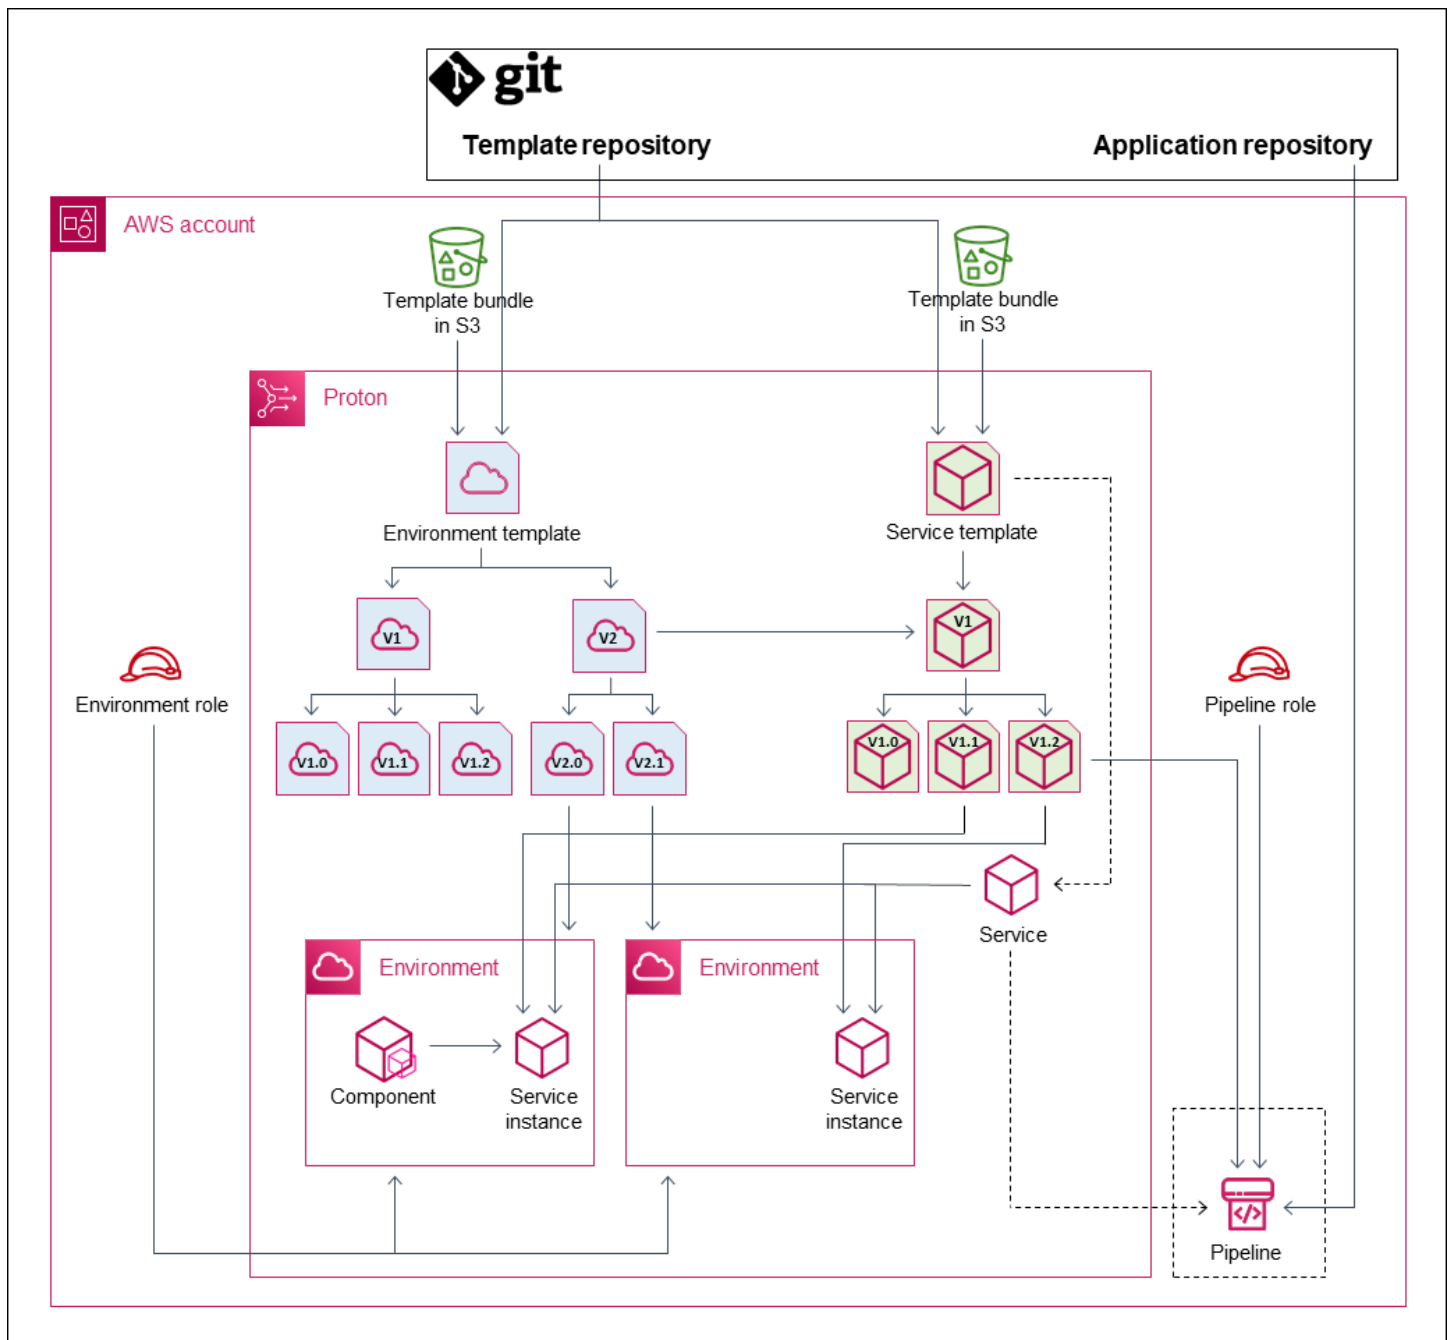 git
Template repository
Application repository
AWS account
Template bundle
in S3
Template bundle
in S3
Proton
Environment template
Service template
V1
V2
V1
Environment role
Pipeline role
V1.0
V1.1
V1.2
V2.0
V2.1
V1.0
V1.1
V1.2
Service
Environment
Environment
Component
Service
instance
Service
instance
</>
Pipeline